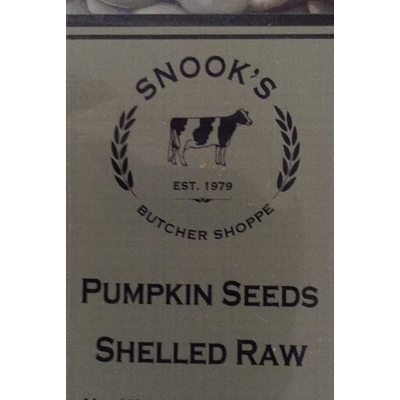 SNOOK'S
EST. 1979
BUTCHER SHOPPE
PUMPKIN SEEDS
SHELLED RAW